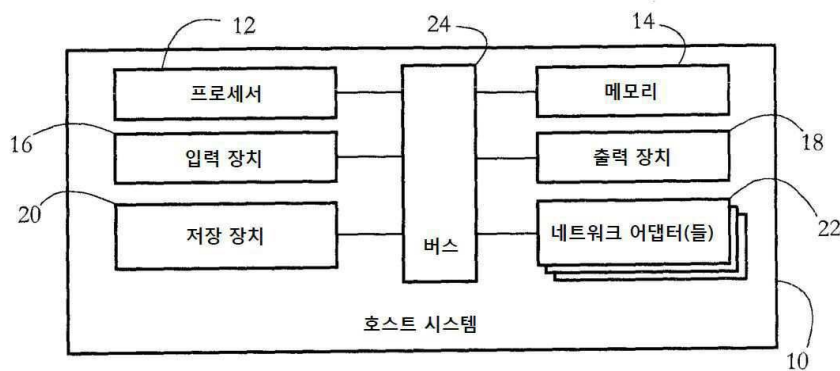 12
24
14
프로세서
메모리
16
입력 장치
출력 장치
18
20
저장 장치
버스
네트워크 어댑터(들)
22
호스트 시스템
10